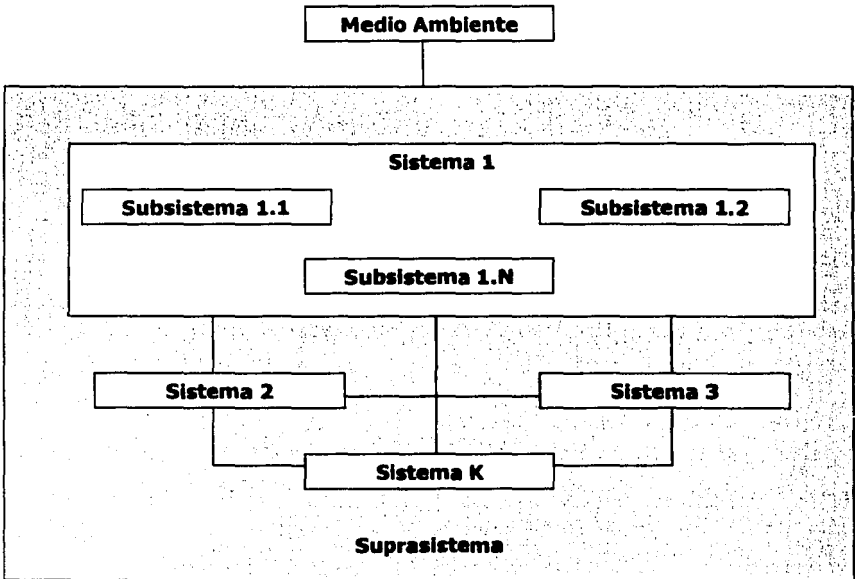 Medio Ambiente
Sistema 1
Subsistema 1.1
Subsistema 1.2
Subsistema 1.N
Sistema 2
Sistema 3
Sistema K
Suprasistema